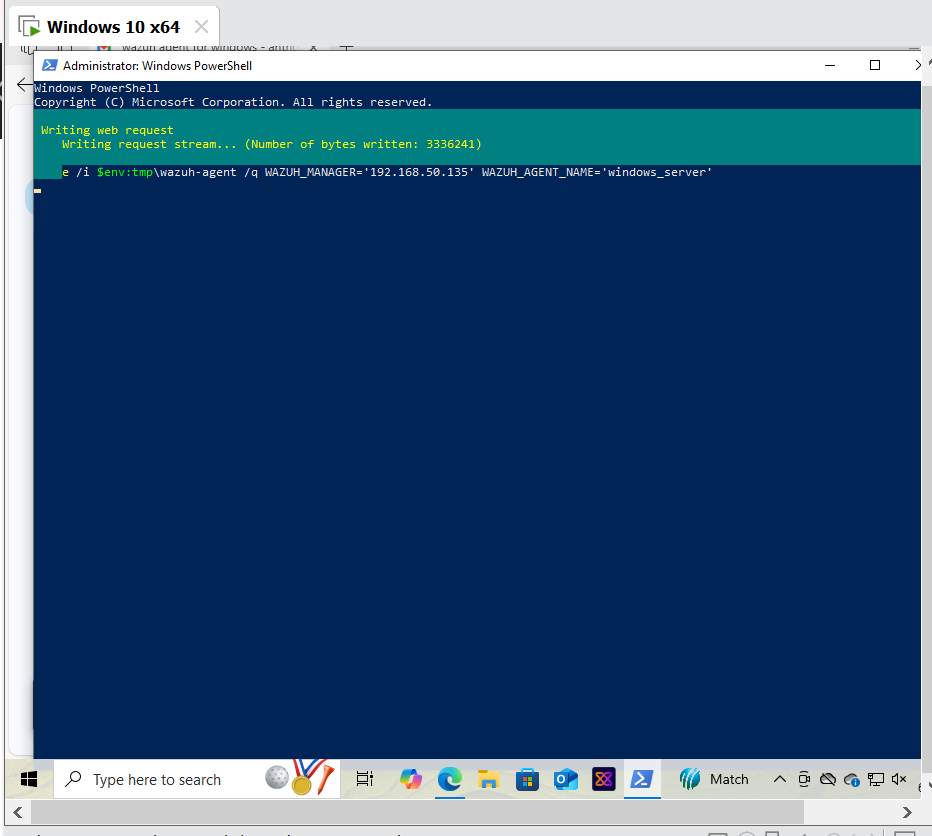 Windows 10 x64
wazuh agent for windows - anth
Administrator: Windows PowerShell
Windows PowerShell
Copyright (C) Microsoft Corporation. All rights reserved.
Writing web request
Writing request stream... (Number of bytes written: 3336241)
e /i $env:tmp\wazuh-agent /q WAZUH_MANAGER='192.168.50.135' WAZUH_AGENT_NAME='windows_server'
Type here to search
Match